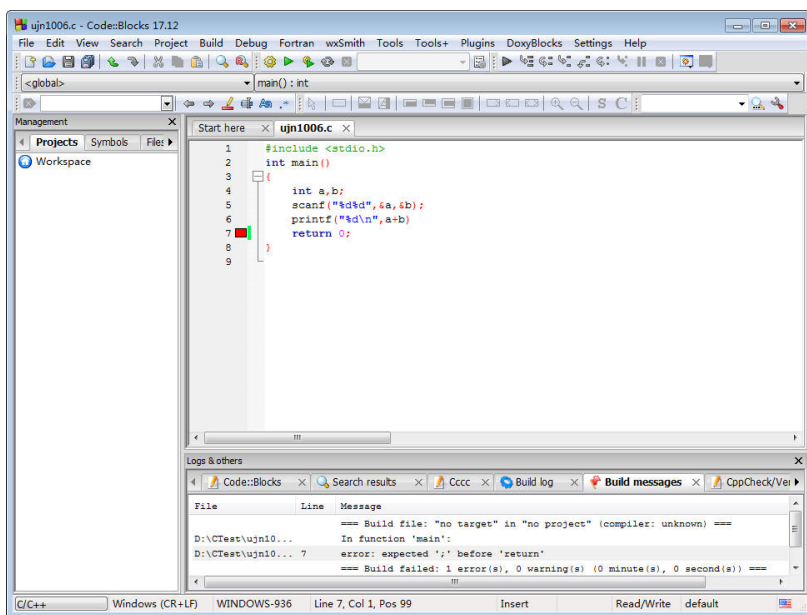 ujn1006.c - Code::Blocks 17.12
File Edit View Search Project Build Debug Fortran wxSmith Tools Tools+ Plugins DoxyBlocks Settings Help
<global> main() : int
S C
Management
Projects Symbols Files
Workspace
Start here ujn1006.c
1 #include <stdio.h>
2 int main()
3 {
4 int a,b;
5 scanf("%d%d",&a,&b);
6 printf("%d\n",a+b)
7 return 0;
8 }
9
Logs & others
Code::Blocks Search results Cccc Build log Build messages CppCheck/Ver
File Line Message
=== Build file: "no target" in "no project" (compiler: unknown) ===
D:\CTest\ujn10... In function 'main':
D:\CTest\ujn10... 7 error: expected ';' before 'return'
=== Build failed: 1 error(s), 0 warning(s) (0 minute(s), 0 second(s)) ===
C/C++ Windows (CR+LF) WINDOWS-936 Line 7, Col 1, Pos 99 Insert Read/Write default